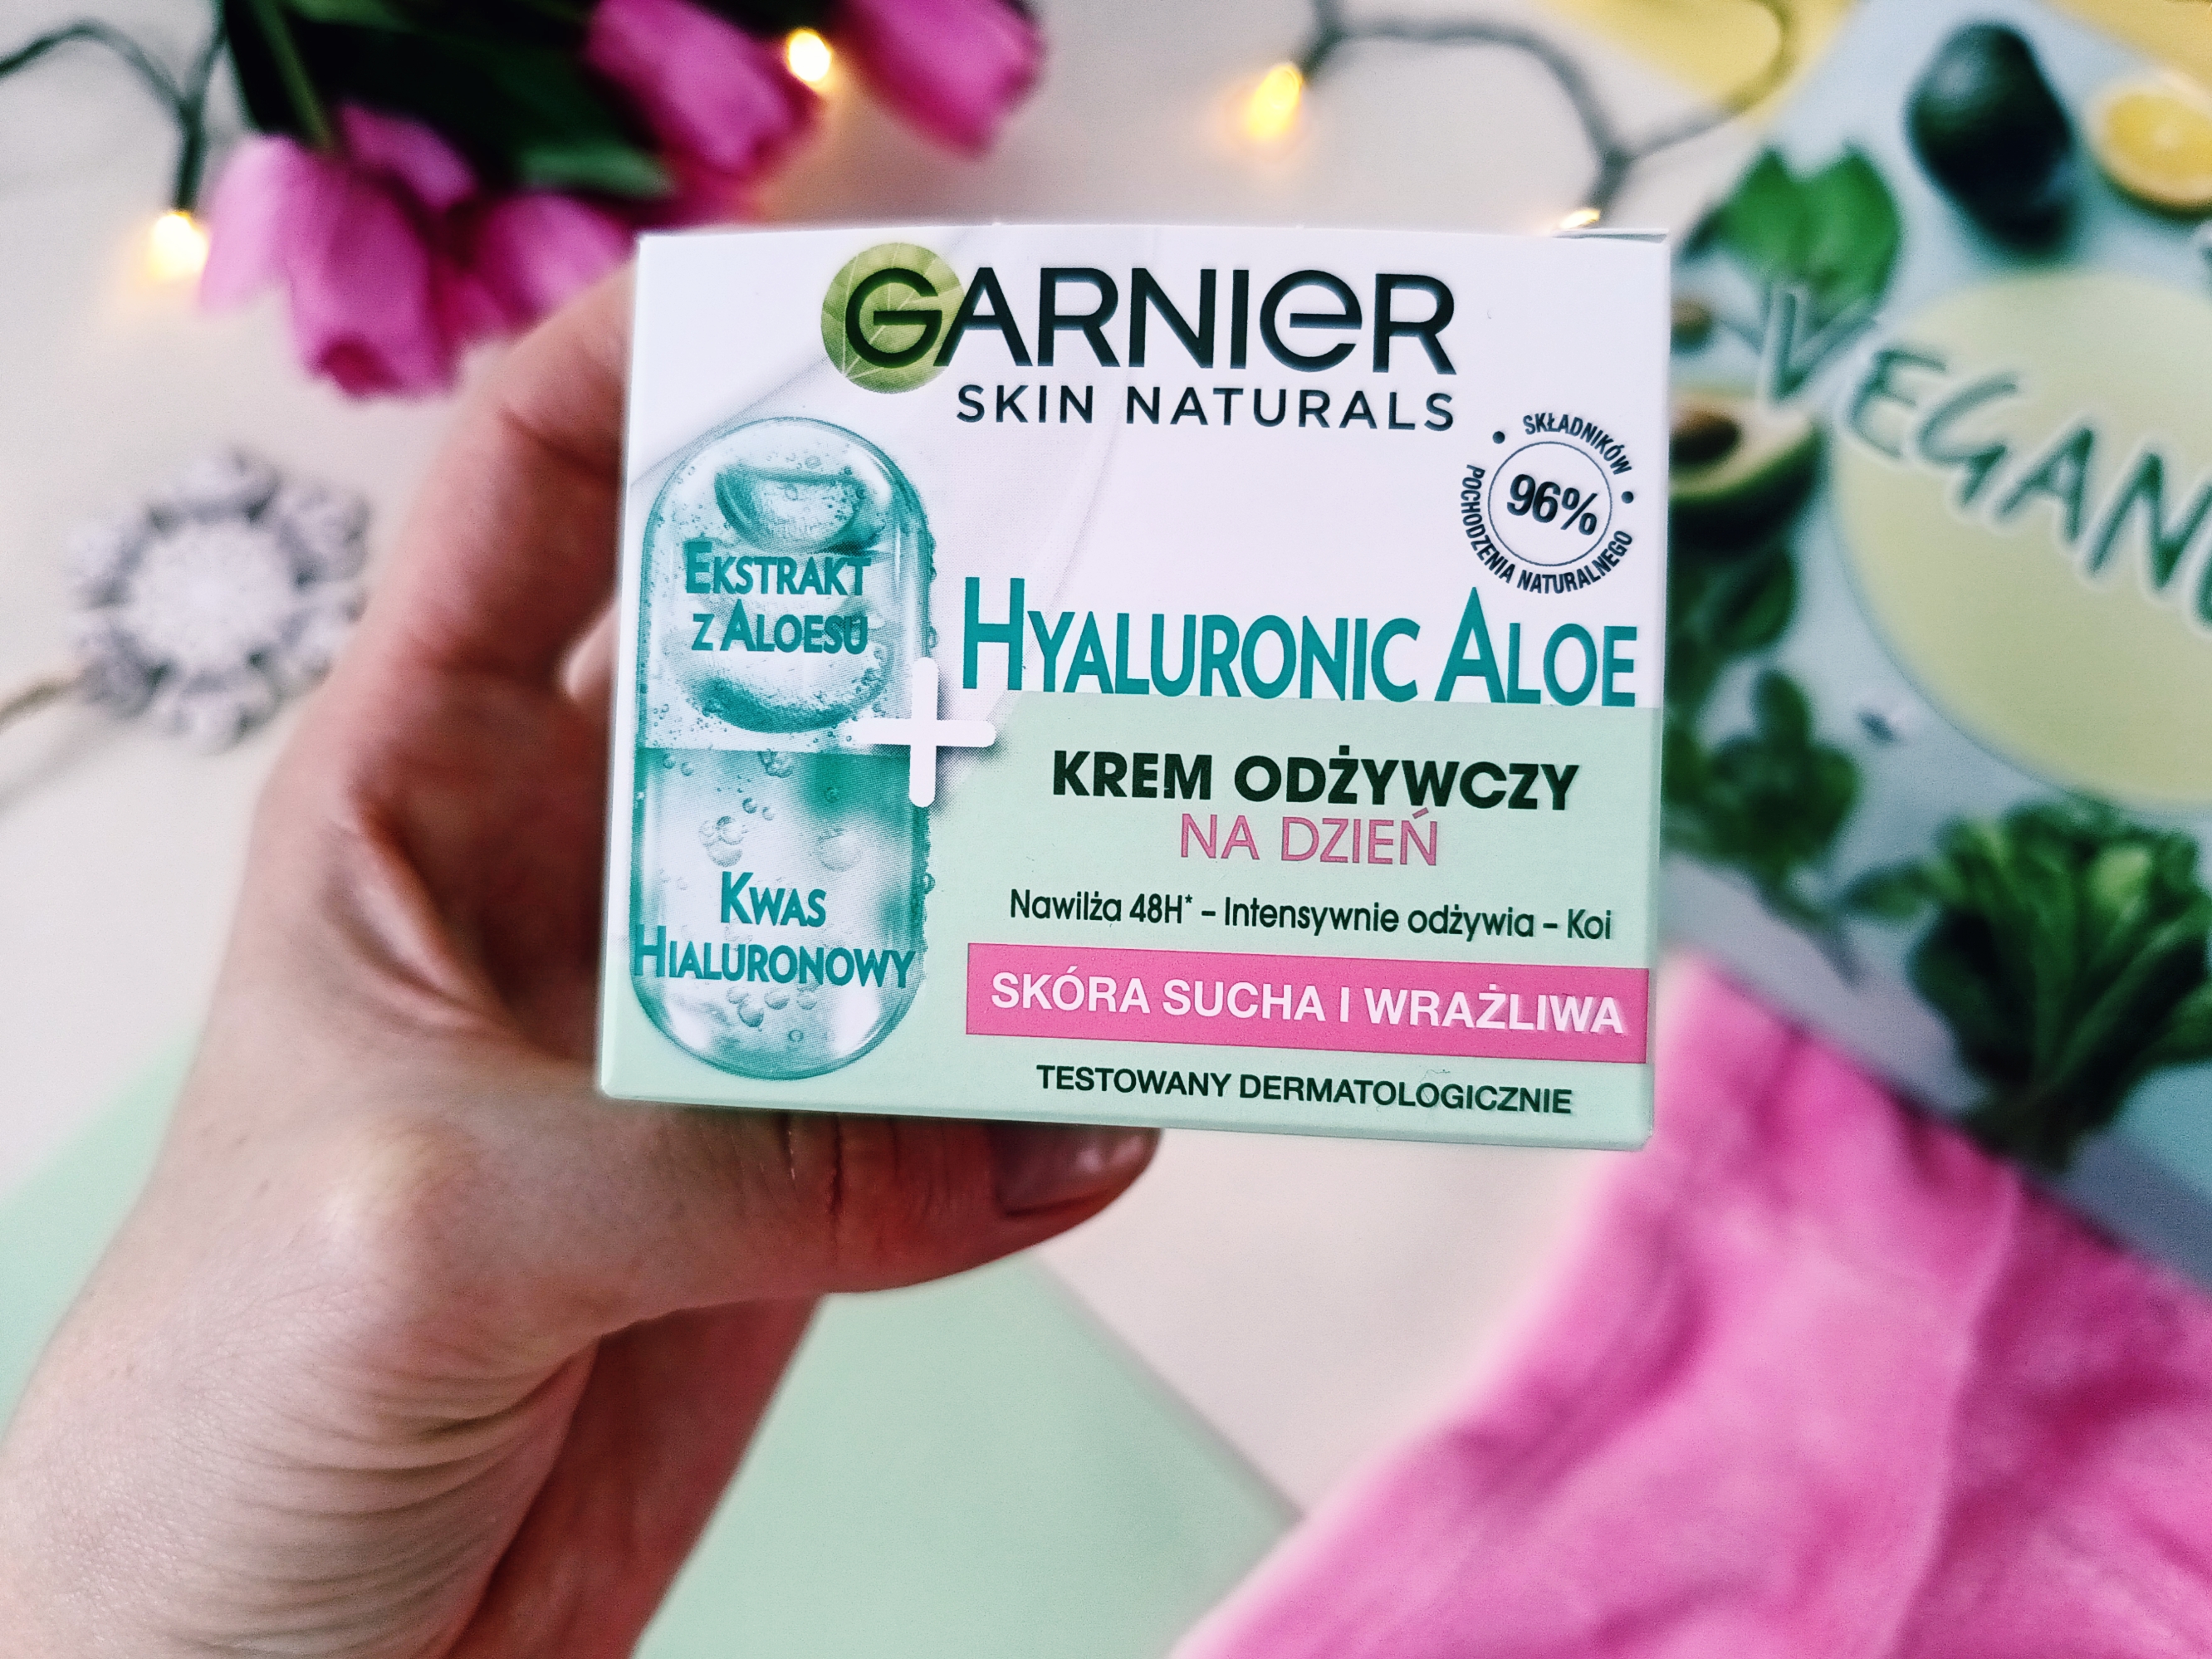 GARNIER
SKIN NATURALS
SKŁADNIKÓW
96%
POCHODZENIA NATURALNEGO
EKSTRAKT
Z ALOESU
HYALURONIC ALOE
KREM ODŻYWCZY
NA DZIEŃ
KWAS
HIALURONOWY
Nawilża 48H* – Intensywnie odżywia – Koi
SKÓRA SUCHA I WRAŻLIWA
TESTOWANY DERMATOLOGICZNIE